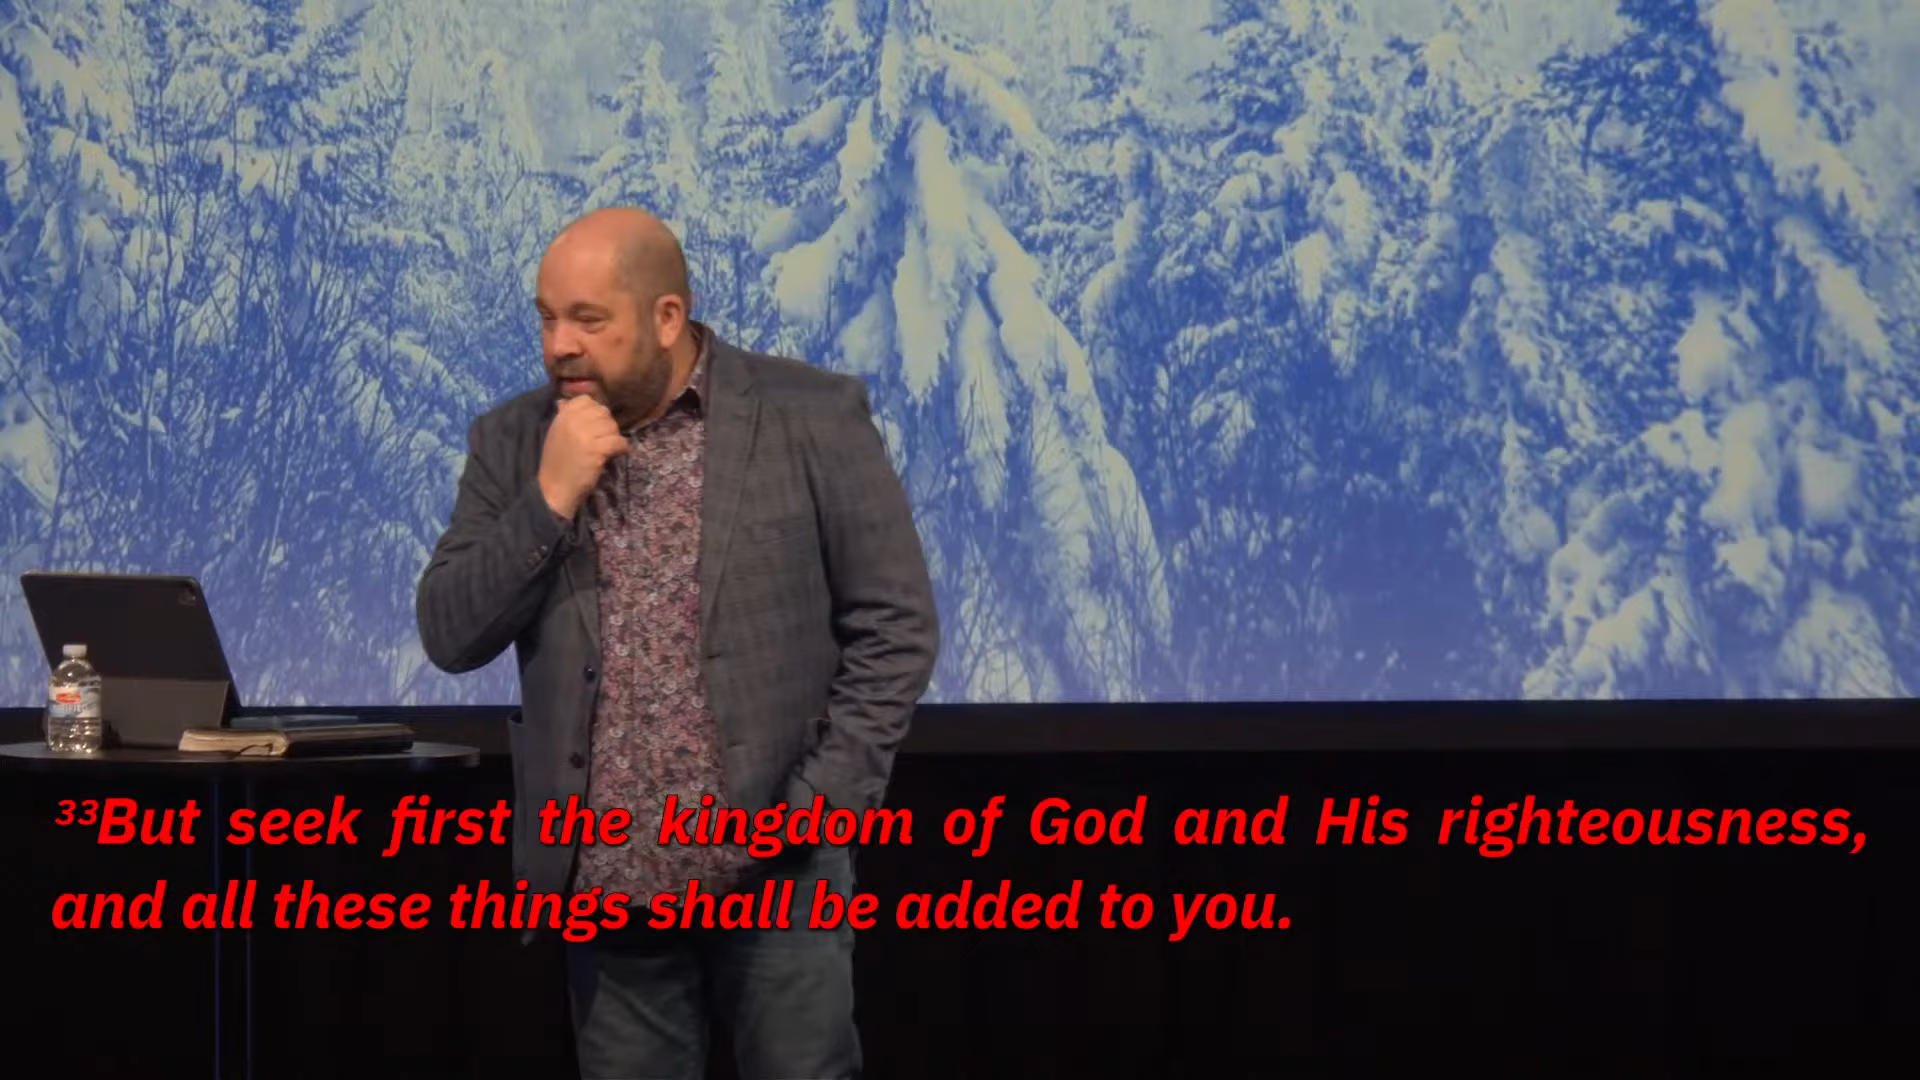 ³³But seek first the kingdom of God and His righteousness,
and all these things shall be added to you.